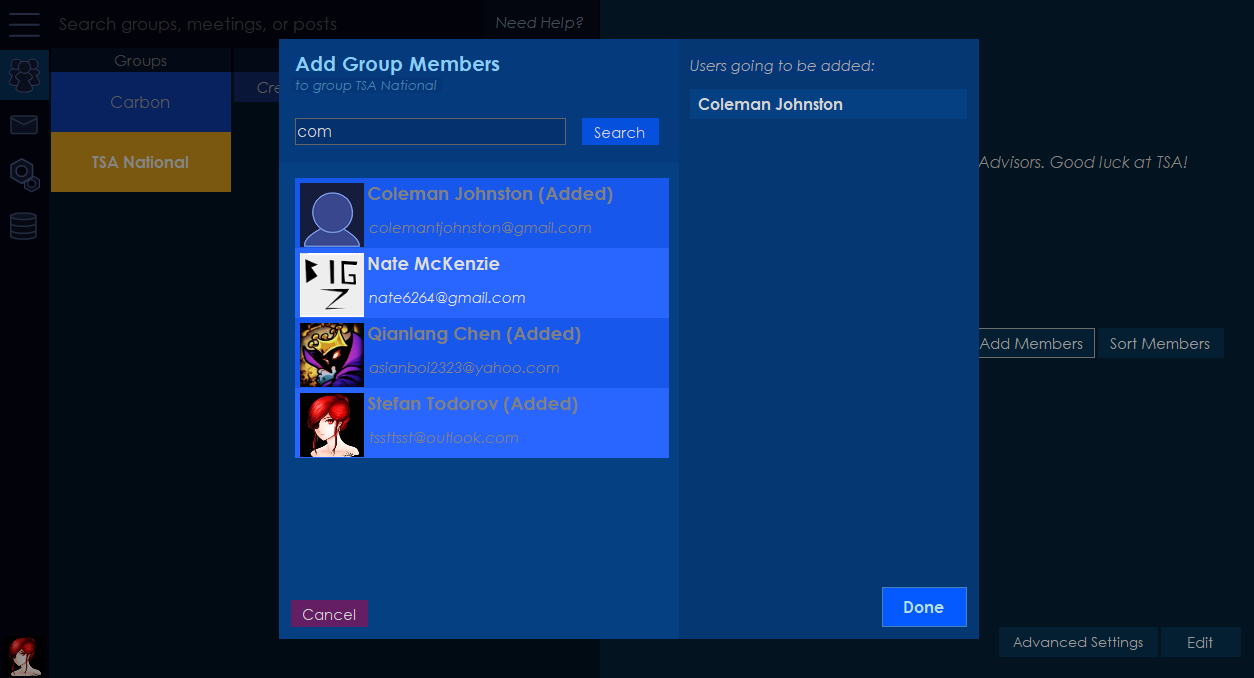 Search groups, meetings, or posts
Need Help?
Groups
Carbon
TSA National
Cre
Add Group Members
to group TSA National
com
Search
Coleman Johnston (Added)
colemantjohnston@gmail.com
Nate McKenzie
nate6264@gmail.com
Qianlang Chen (Added)
asianboi2323@yahoo.com
Stefan Todorov (Added)
tssttsst@outlook.com
Cancel
Users going to be added:
Coleman Johnston
Done
Advisors. Good luck at TSA!
Add Members
Sort Members
Advanced Settings
Edit
BIG
Z